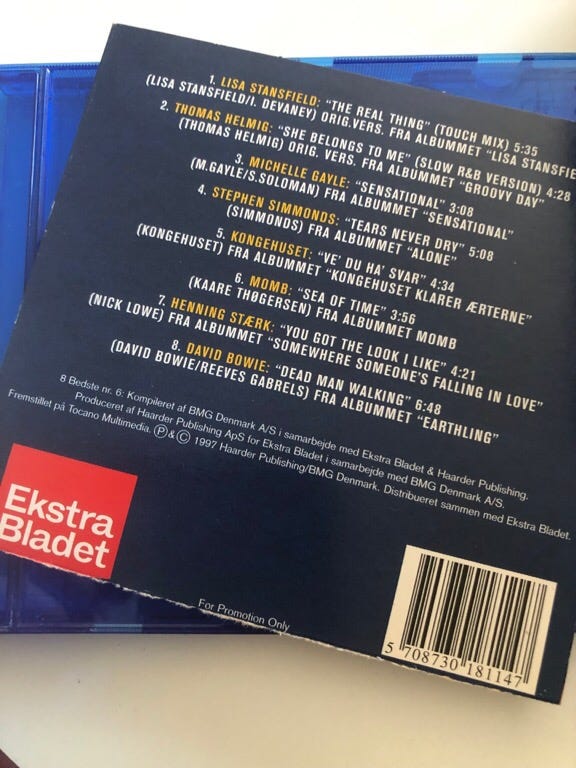 1. LISA STANSFIELD: "THE REAL THING" (TOUCH MIX) 5:35
(LISA STANSFIELD/I. DEVANEY) ORIG.VERS. FRA ALBUMMET "LISA
2. THOMAS HELMIG: "SHE BELONGS TO ME" (SLOW R&B VERSION) 4:28
(THOMAS HELMIG) ORIG. VERS. FRA ALBUMMET "GROOVY DAY"
3. MICHELLE GAYLE: "SENSATIONAL" 3:08
(M.GAYLE/S.SOLOMAN) FRA ALBUMMET "SENSATIONAL"
4. STEPHEN SIMMONDS: "TEARS NEVER DRY" 5:08
(SIMMONDS) FRA ALBUMMET "ALONE"
5. KONGEHUSET: "VE' DU HA' SVAR" 4:34
(KONGEHUSET) FRA ALBUMMET "KONGEHUSET KLARER ÆRTERNE"
6. MOMB: "SEA OF TIME" 3:56
(KAARE THØGERSEN) FRA ALBUMMET MOMB
7. HENNING STÆRK: "YOU GOT THE LOOK I LIKE" 4:21
(NICK LOWE) FRA ALBUMMET "SOMEWHERE SOMEONE'S FALLING IN LOVE"
8. DAVID BOWIE: "DEAD MAN WALKING" 6:48
(DAVID BOWIE/REEVES GABRELS) FRA ALBUMMET "EARTHLING"
8 Bedste nr. 6: Kompileret af BMG Denmark A/S i samarbejde med Ekstra Bladet & Haarder Publishing.
Produceret af Haarder Publishing ApS for Ekstra Bladet i samarbejde med BMG Denmark A/S.
Fremstillet på Tocano Multimedia. Ⓟ & © 1997 Haarder Publishing/BMG Denmark. Distribueret sammen med Ekstra Bladet.
Ekstra
Bladet
For Promotion Only
5 708730 181147